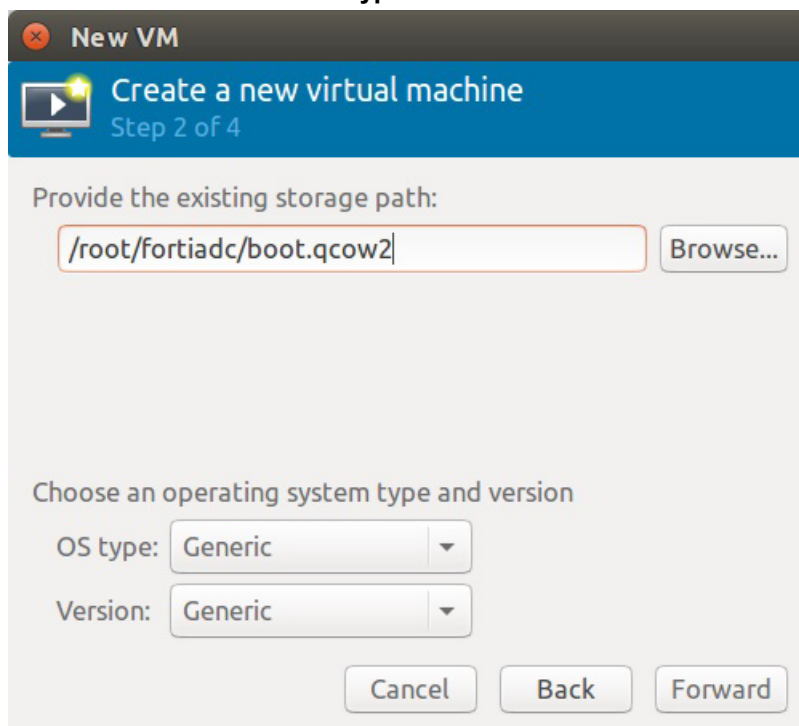 New VM
Create a new virtual machine
Step 2 of 4
Provide the existing storage path:
/root/fortiadc/boot.qcow2
Browse...
Choose an operating system type and version
OS type: Generic
Version: Generic
Cancel Back Forward